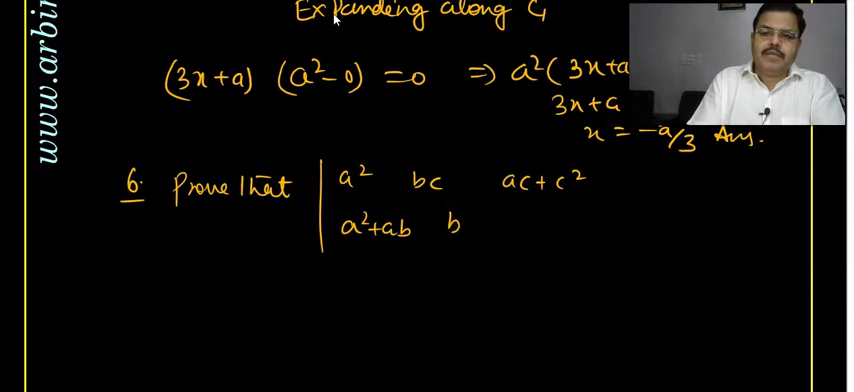 www.arbin
Expanding along C₁
(3x+a) (a²-0) = 0 ⇒ a²(3x+a
3x+a
x = -a/3 Ans.
6. Prove that | a² bc ac+c²
a²+ab b